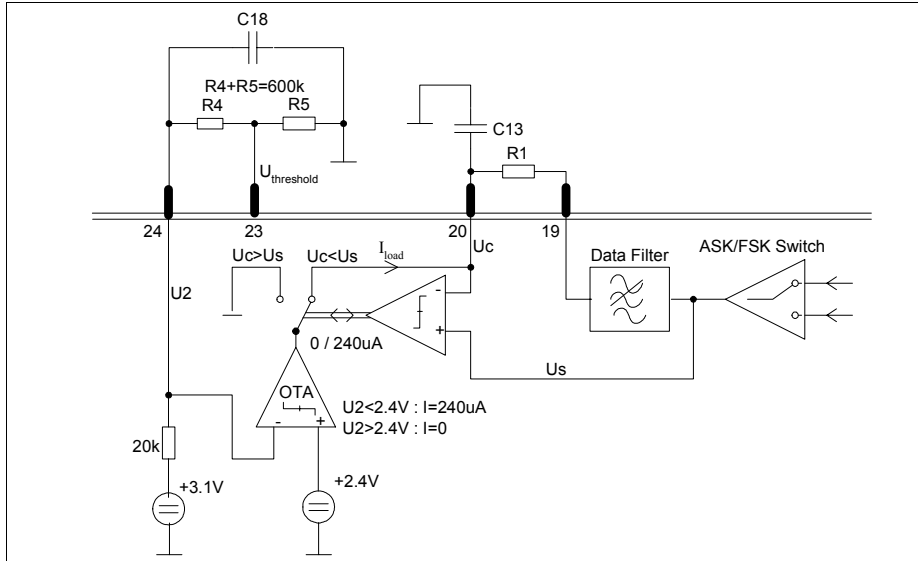 C18
R4+R5=600k
R4
R5
C13
R1
Uthreshold
24
23
20
19
Uc
Uc>Us
Uc<Us
Iload
Data Filter
ASK/FSK Switch
U2
-
+
0 / 240uA
Us
OTA
-
+
U2<2.4V : I=240uA
U2>2.4V : I=0
20k
+3.1V
+2.4V